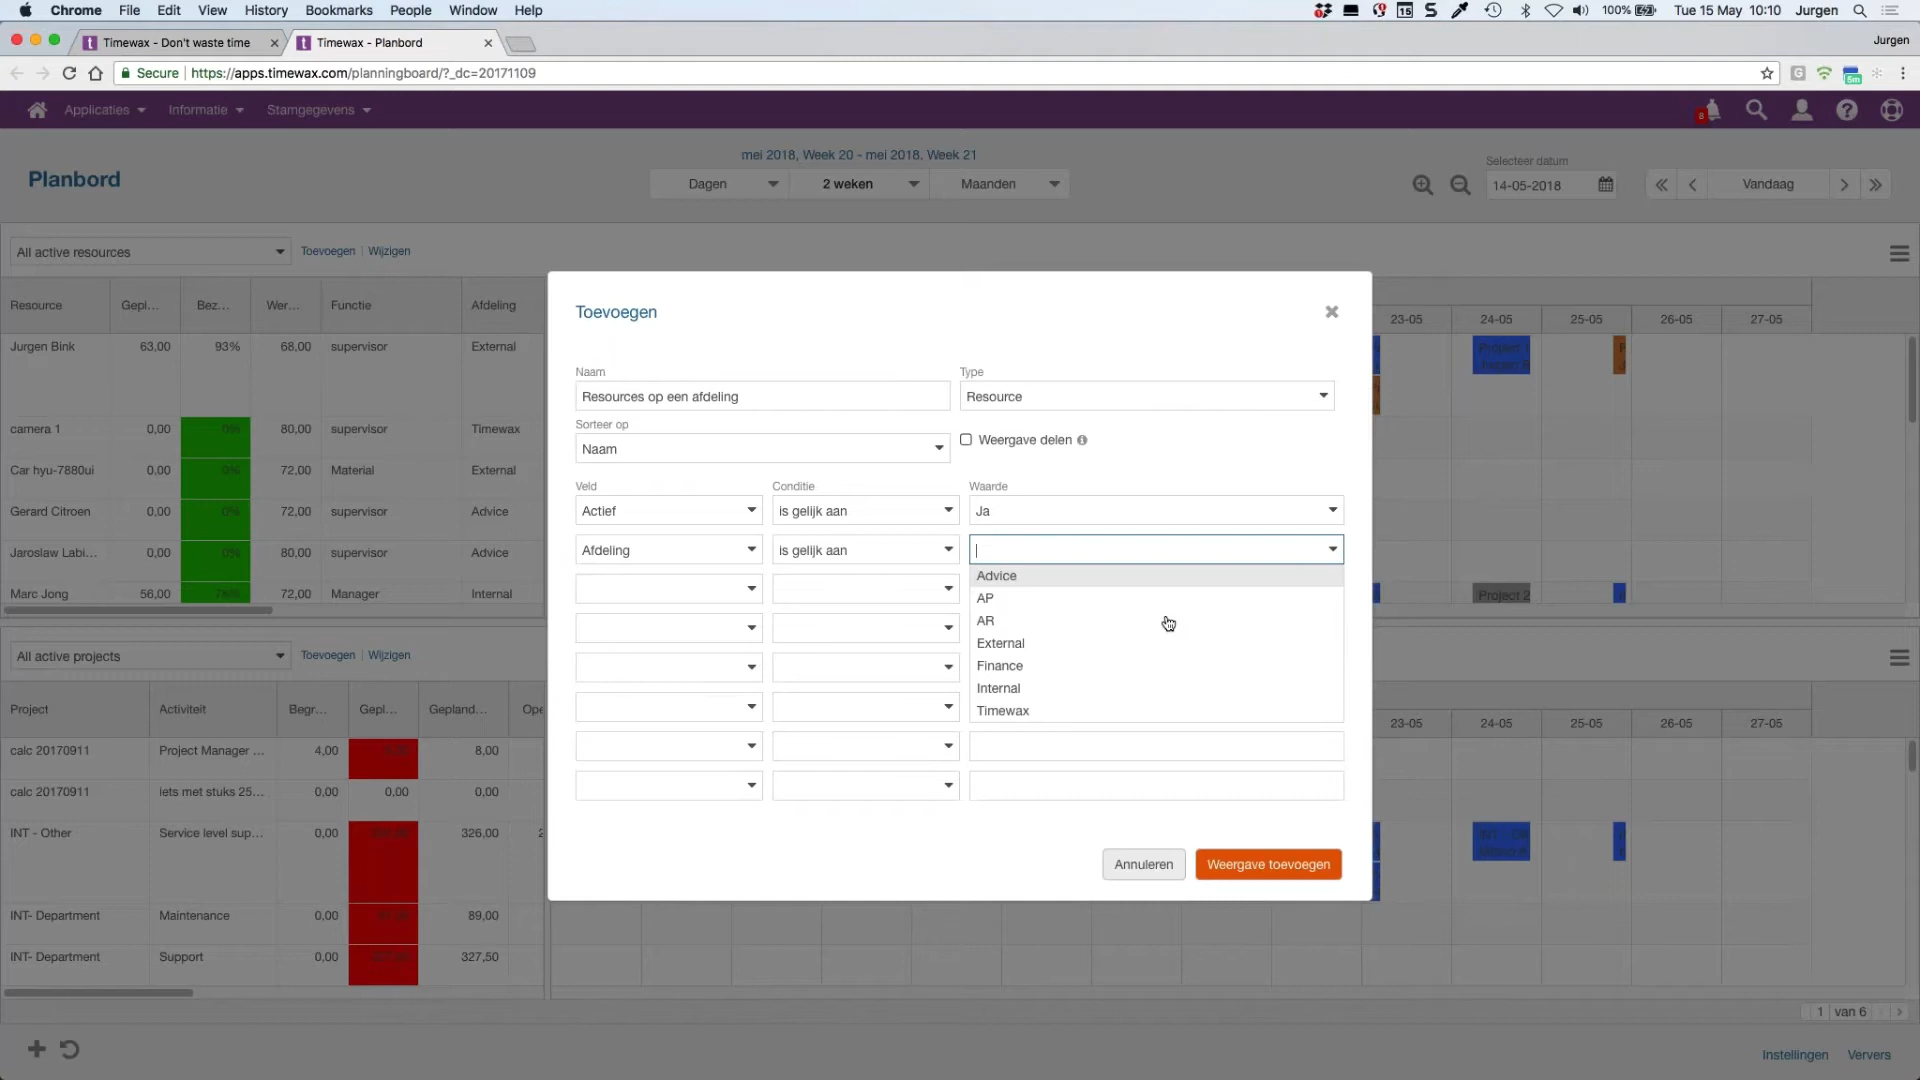 Chrome File Edit View History Bookmarks People Window Help 15 100% Tue 15 May 10:10 Jurgen
Timewax - Don't waste time Timewax - Planbord Jurgen
Secure https://apps.timewax.com/planningboard/?_dc=20171109 5m
Applicaties Informatie Stamgegevens 8
Planbord
mei 2018, Week 20 - mei 2018. Week 21
Dagen 2 weken Maanden
Selecteer datum
14-05-2018 Vandaag
All active resources Toevoegen Wijzigen
Resource Gepl... Bez... Wer... Functie Afdeling
23-05 24-05 25-05 26-05 27-05
Jurgen Bink 63,00 93% 68,00 supervisor External
camera 1 0,00 0% 80,00 supervisor Timewax
Car hyu-7880ui 0,00 0% 72,00 Material External
Gerard Citroen 0,00 0% 72,00 supervisor Advice
Jaroslaw Labi... 0,00 0% 80,00 supervisor Advice
Marc Jong 56,00 78% 72,00 Manager Internal Project 2
Toevoegen
Naam Type
Resources op een afdeling Resource
Sorteer op
Naam Weergave delen
Veld Conditie Waarde
Actief is gelijk aan Ja
Afdeling is gelijk aan
Advice
AP
AR
External
Finance
Internal
Timewax
Annuleren Weergave toevoegen
All active projects Toevoegen Wijzigen
Project Activiteit Begr... Gepl... Gepland... Ope
23-05 24-05 25-05 26-05 27-05
calc 20170911 Project Manager ... 4,00 8,00
calc 20170911 iets met stuks 25... 0,00 0,00 0,00
INT - Other Service level sup... 0,00 326,00 2
INT- Department Maintenance 0,00 89,00
INT- Department Support 0,00 327,50
1 van 6
Instellingen Ververs